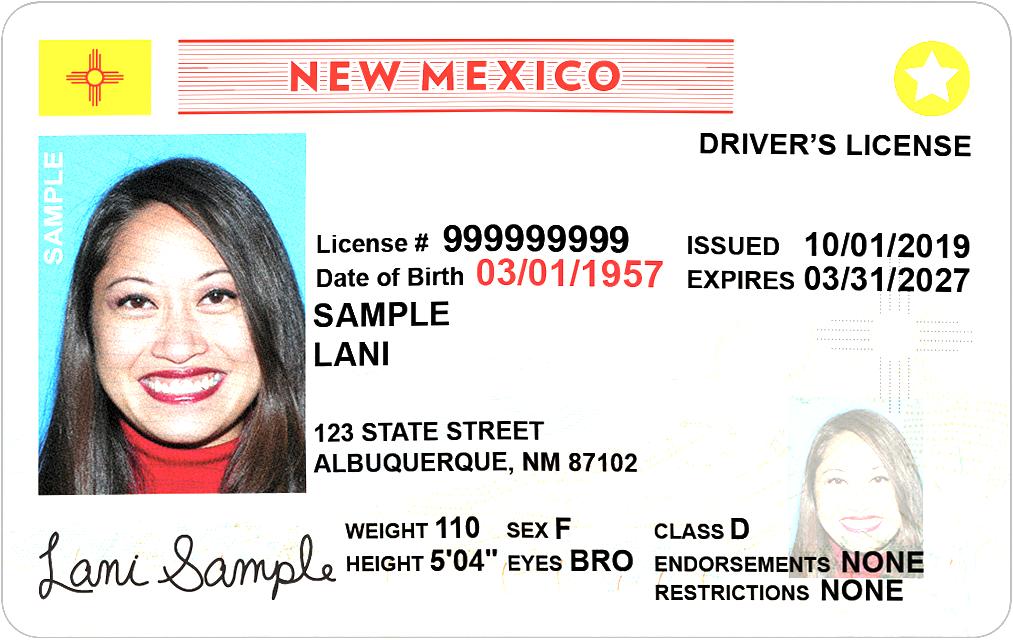 NEW MEXICO
DRIVER'S LICENSE
SAMPLE
License # 999999999
Date of Birth 03/01/1957
ISSUED 10/01/2019
EXPIRES 03/31/2027
SAMPLE
LANI
123 STATE STREET
ALBUQUERQUE, NM 87102
WEIGHT 110 SEX F
HEIGHT 5'04" EYES BRO
CLASS D
ENDORSEMENTS NONE
RESTRICTIONS NONE
Lani Sample